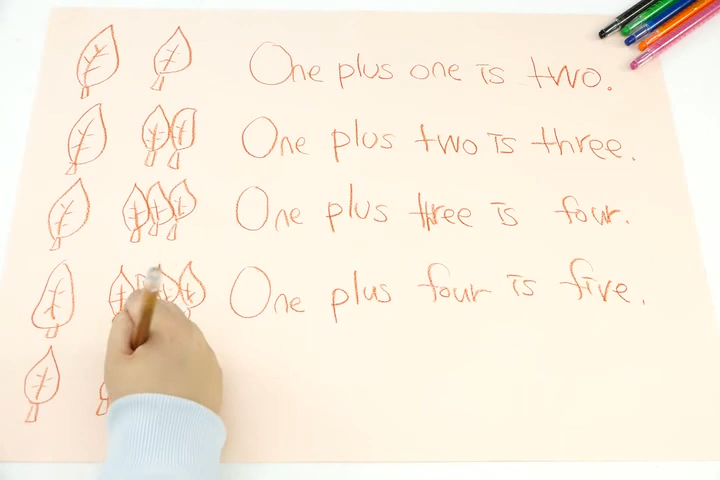 One plus one is two.
One plus two is three.
One plus three is four.
One plus four is five.